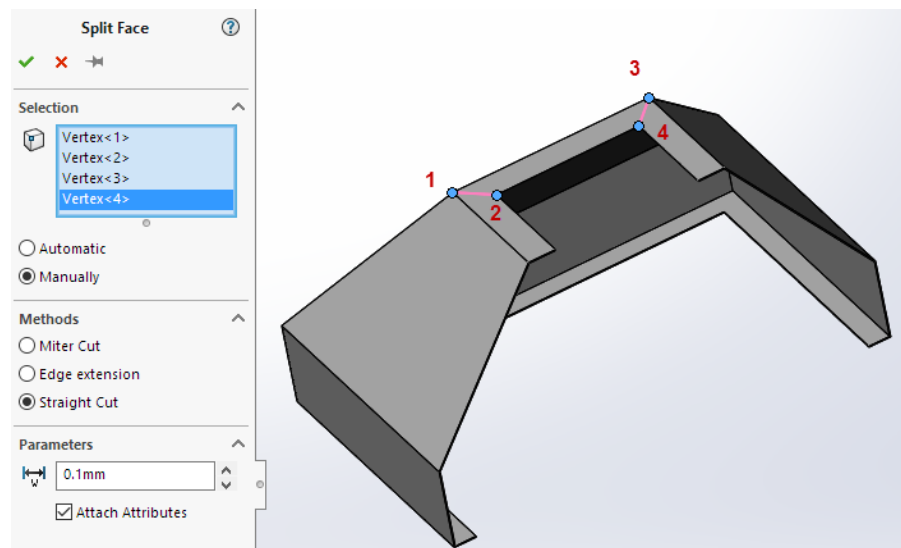 Split Face
Selection
Vertex<1>
Vertex<2>
Vertex<3>
Vertex<4>
Automatic
Manually
Methods
Miter Cut
Edge extension
Straight Cut
Parameters
W
0.1mm
Attach Attributes
1
2
3
4